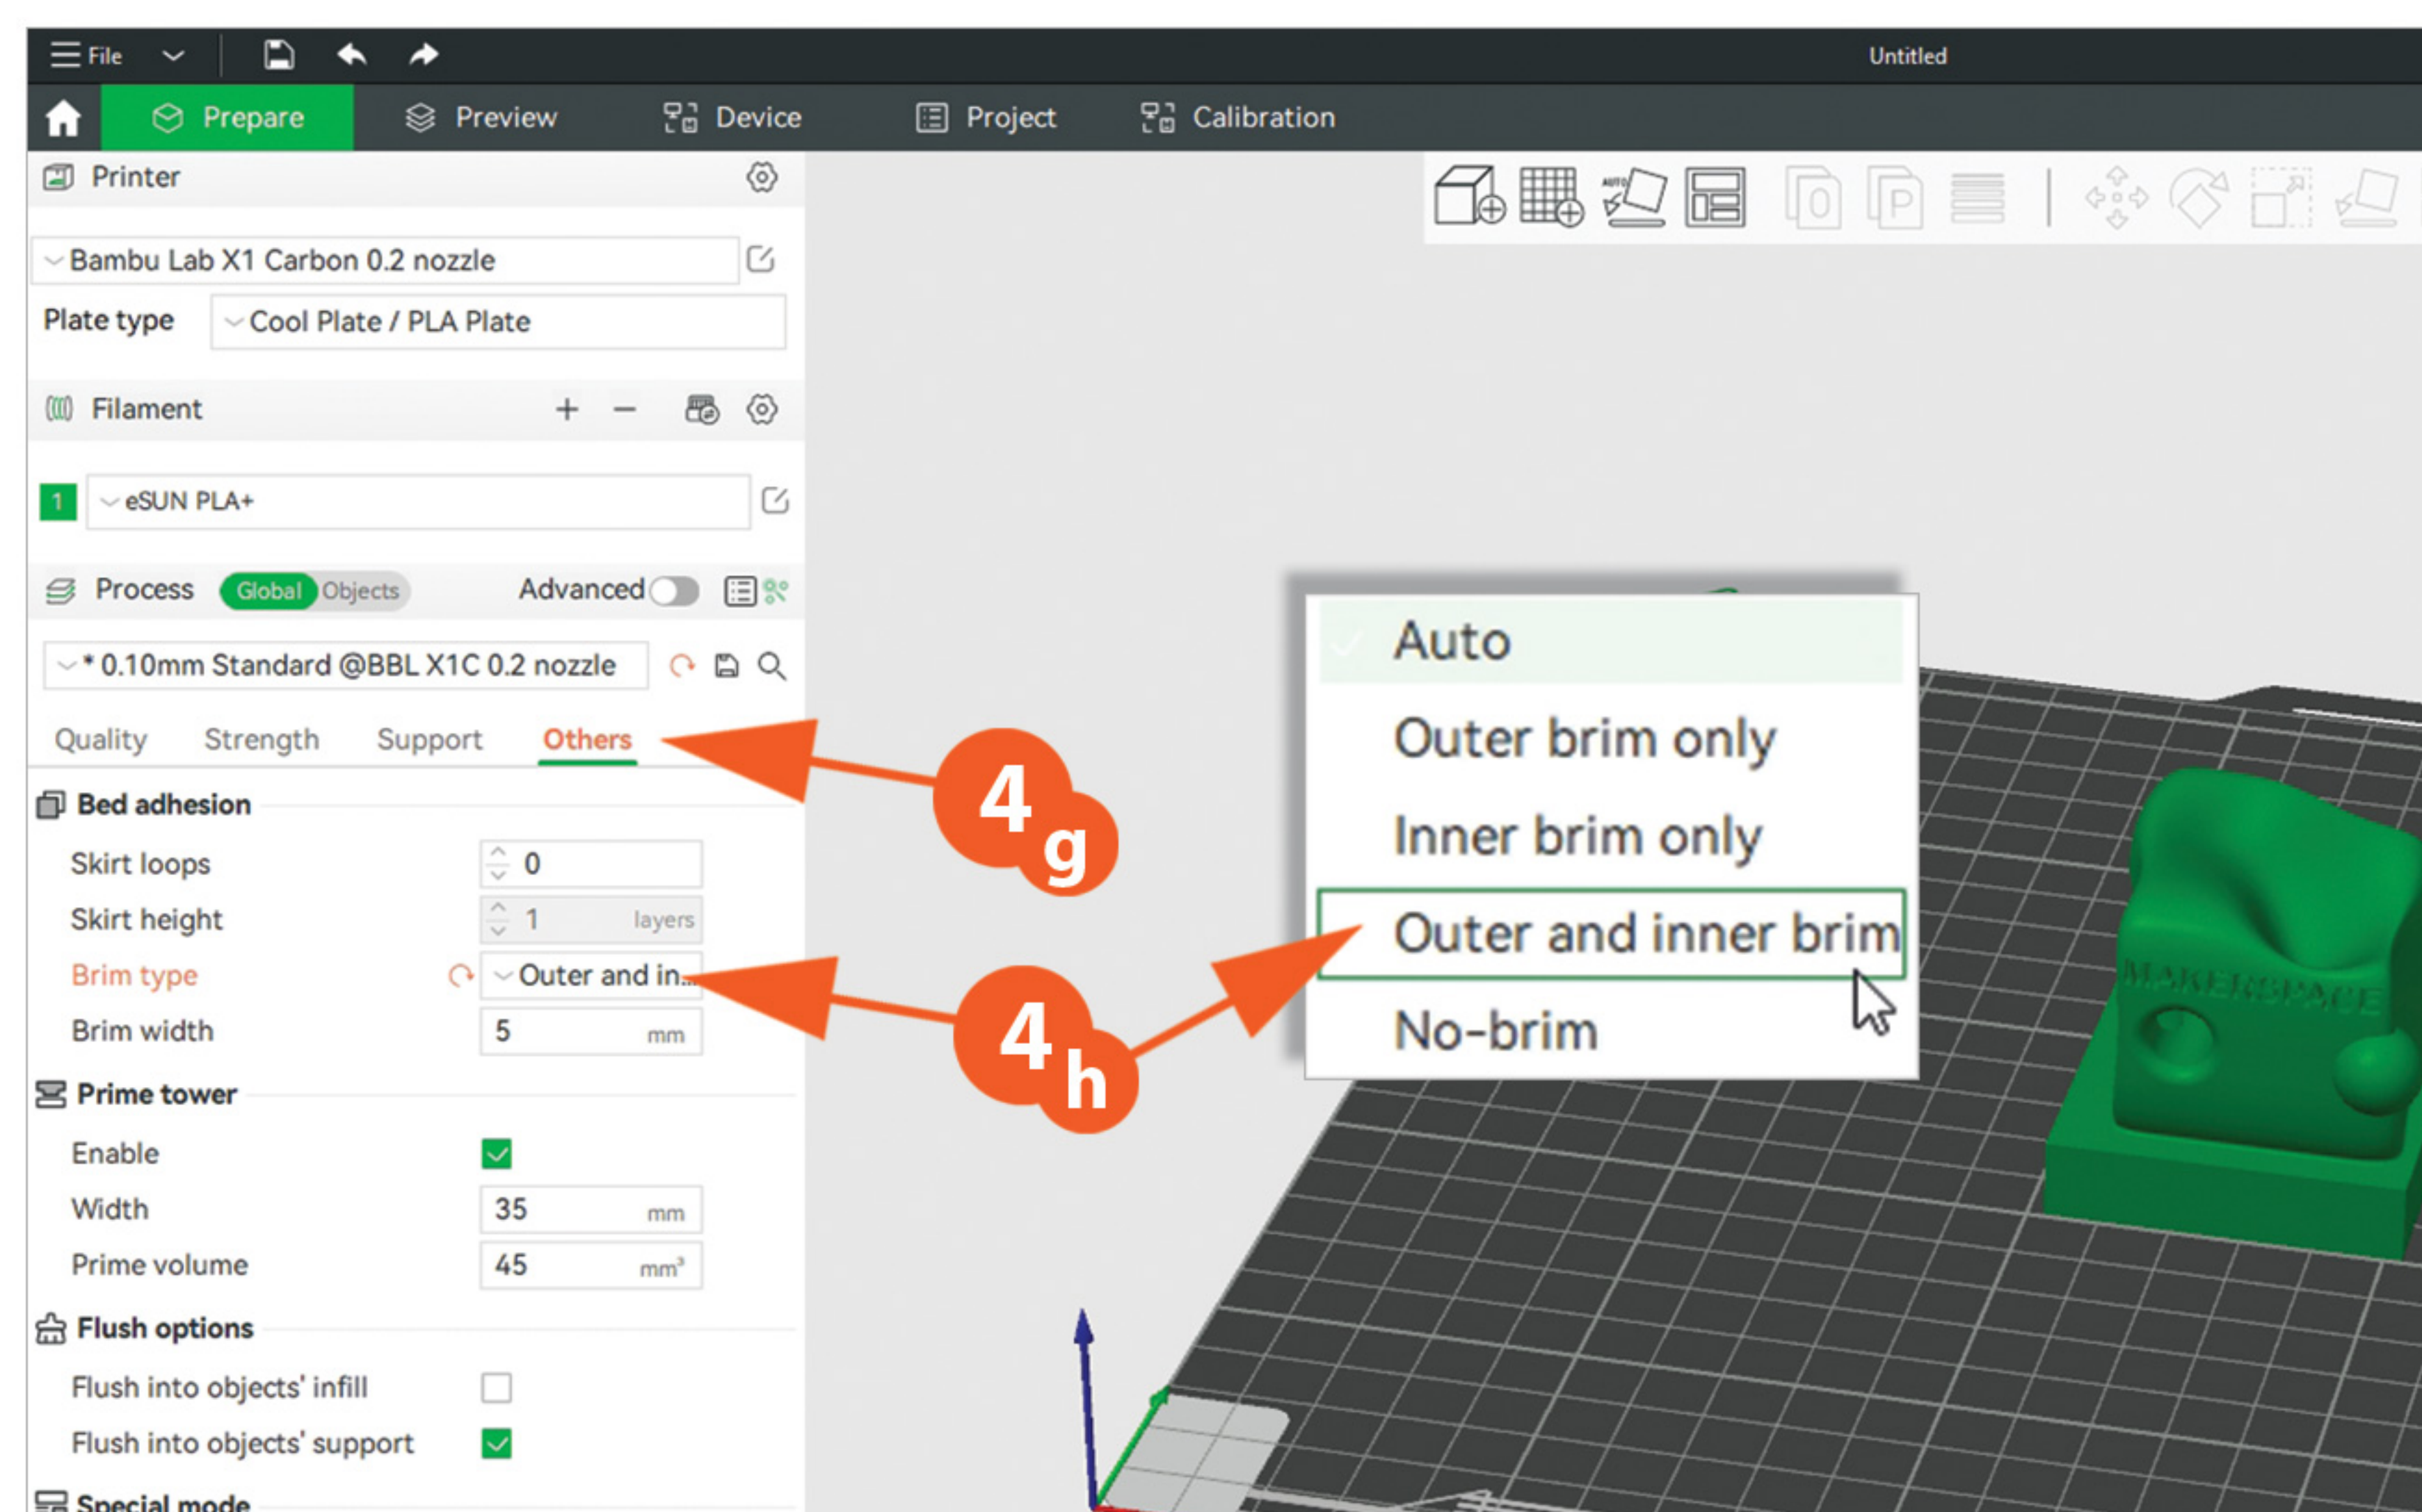 File
Untitled
Prepare Preview Device Project Calibration
Printer
Bambu Lab X1 Carbon 0.2 nozzle
Plate type Cool Plate / PLA Plate
Filament + −
1 eSUN PLA+
Process Global Objects Advanced
* 0.10mm Standard @BBL X1C 0.2 nozzle
Quality Strength Support Others
Bed adhesion
Skirt loops 0
Skirt height 1 layers
Brim type Outer and in...
Brim width 5 mm
Prime tower
Enable
Width 35 mm
Prime volume 45 mm³
Flush options
Flush into objects' infill
Flush into objects' support
Special mode
4 g
4 h
AUTO
O
P
Auto
Outer brim only
Inner brim only
Outer and inner brim
No-brim
MAKERSPACE